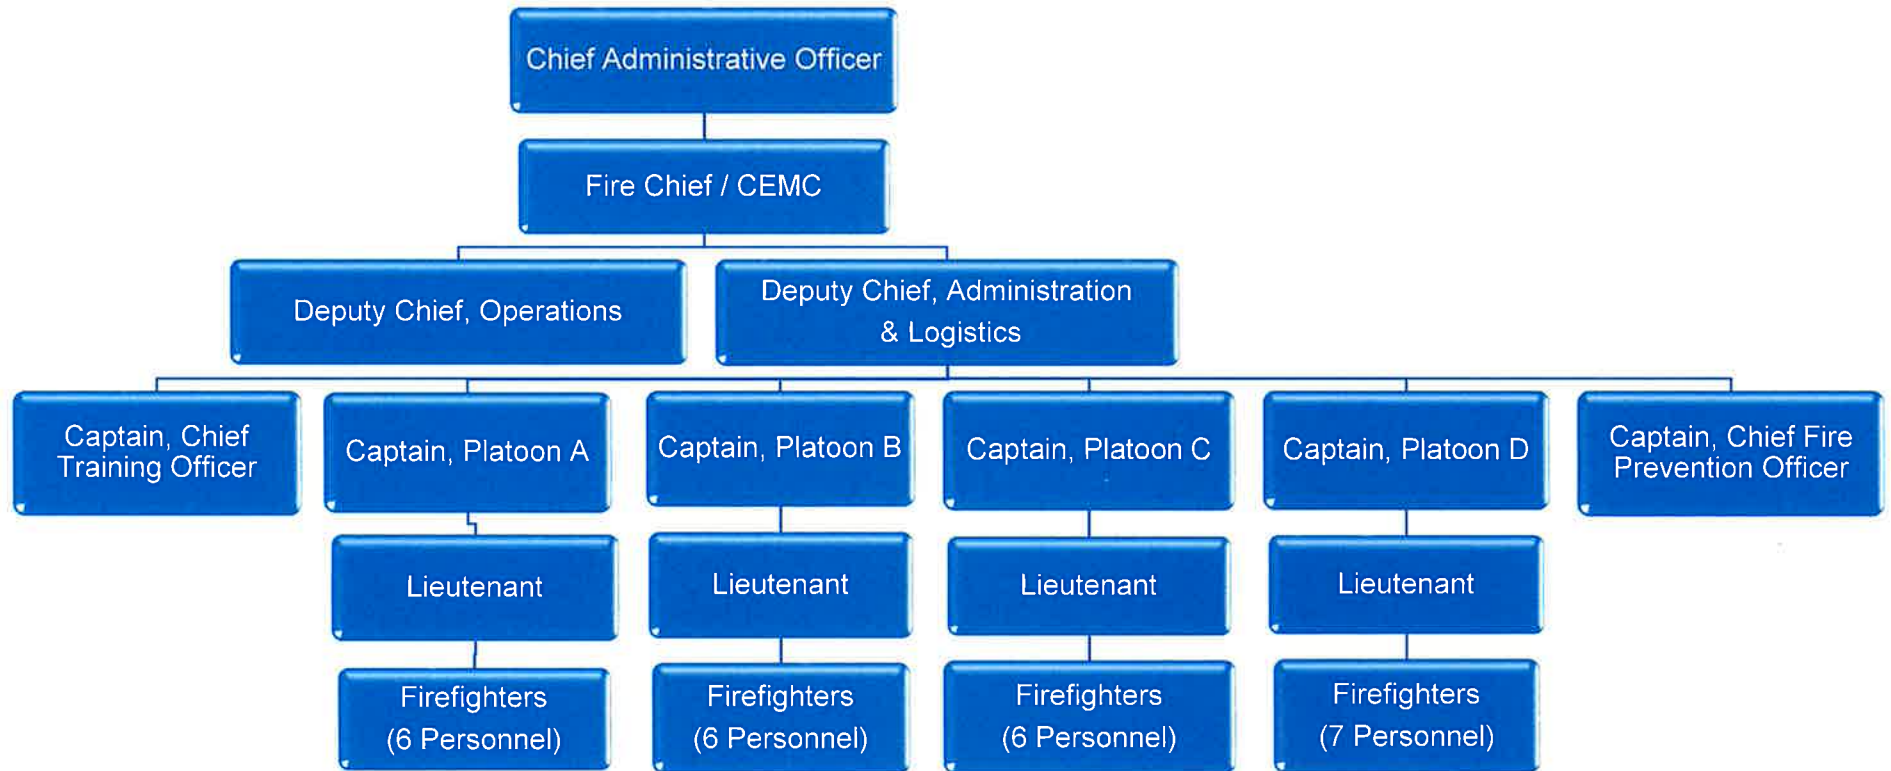 Chief Administrative Officer
Fire Chief / CEMC
Deputy Chief, Operations
Deputy Chief, Administration
& Logistics
Captain, Chief
Training Officer
Captain, Platoon A
Captain, Platoon B
Captain, Platoon C
Captain, Platoon D
Captain, Chief Fire
Prevention Officer
Lieutenant
Lieutenant
Lieutenant
Lieutenant
Firefighters
(6 Personnel)
Firefighters
(6 Personnel)
Firefighters
(6 Personnel)
Firefighters
(7 Personnel)